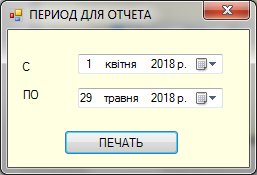 ПЕРИОД ДЛЯ ОТЧЕТА
С 1 квітня 2018 р.
ПО 29 травня 2018 р.
ПЕЧАТЬ